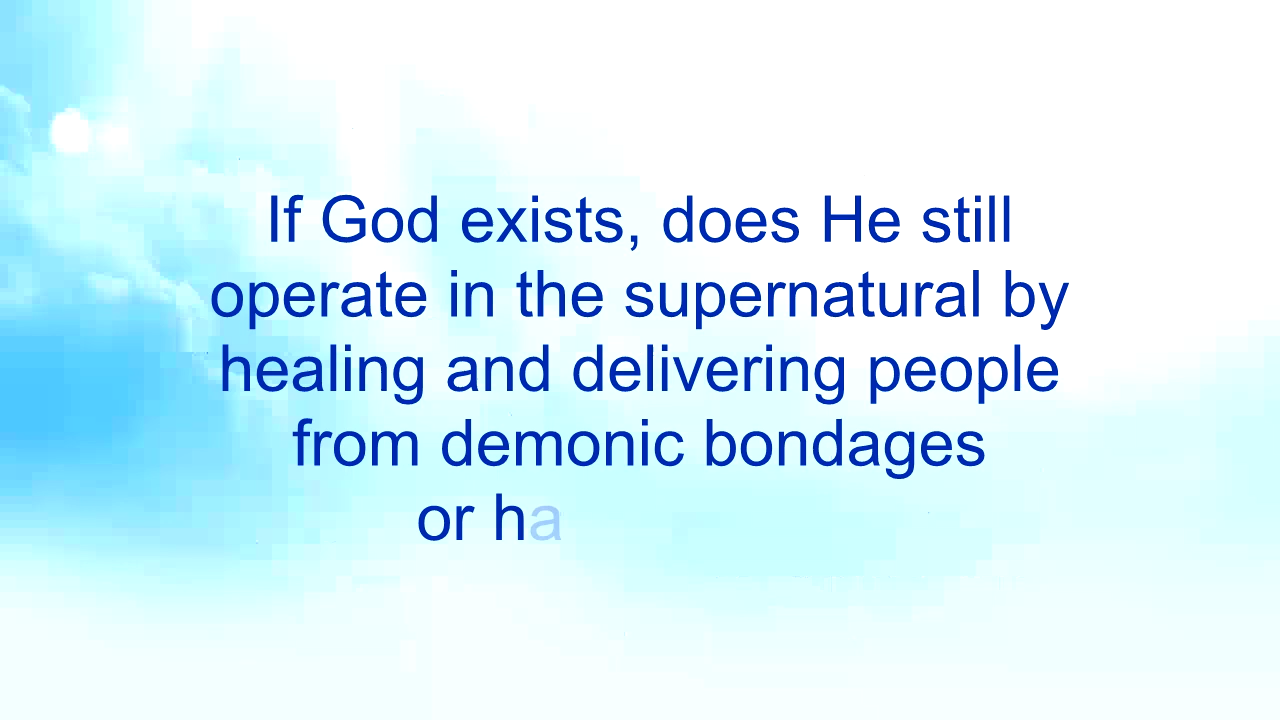 If God exists, does He still
operate in the supernatural by
healing and delivering people
from demonic bondages
or ha